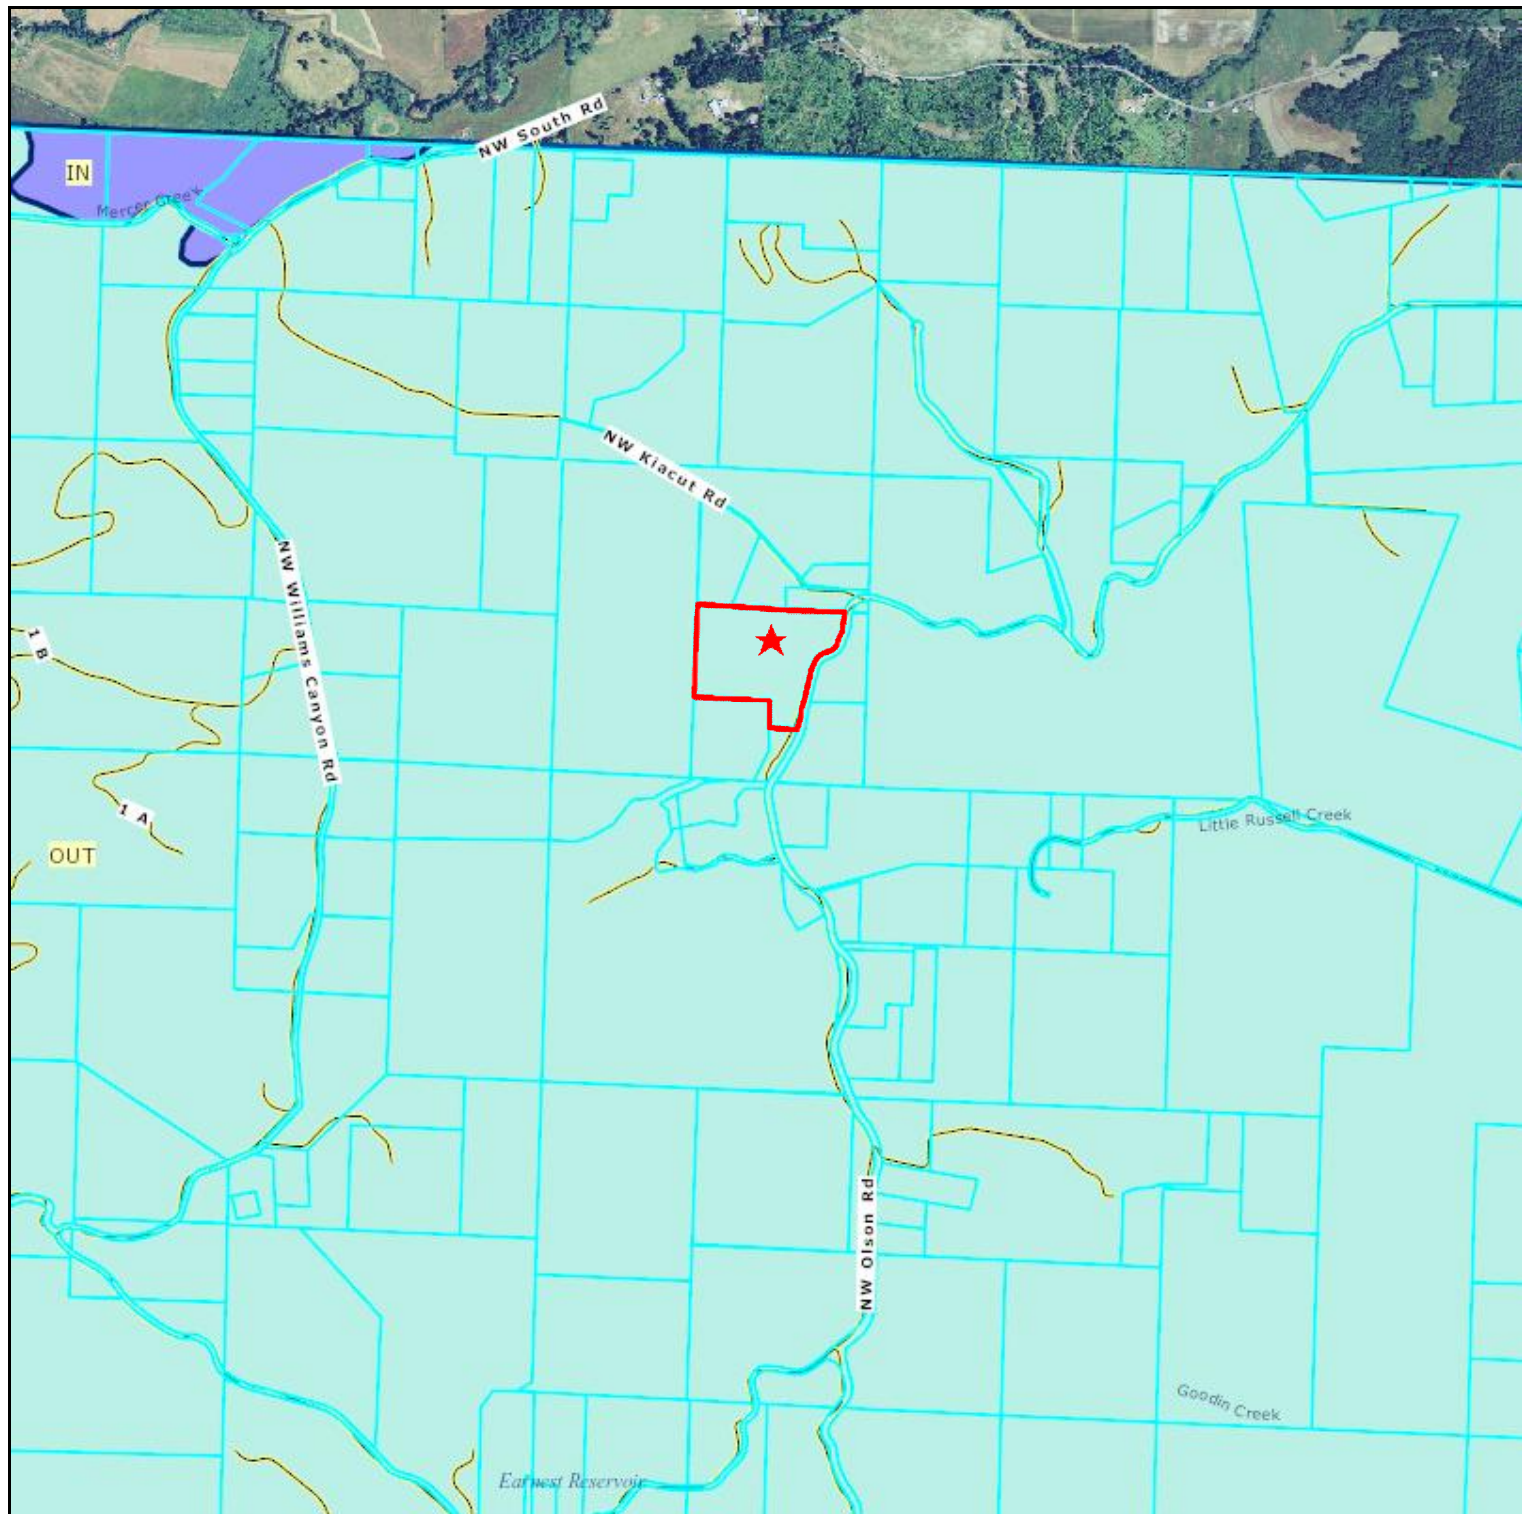 NW South Rd
IN
Mercer Creek
NW Kiacut Rd
NW Williams Canyon Rd
1 B
1 A
Little Russell Creek
OUT
NW Olson Rd
Goodin Creek
Earnest Reservoir